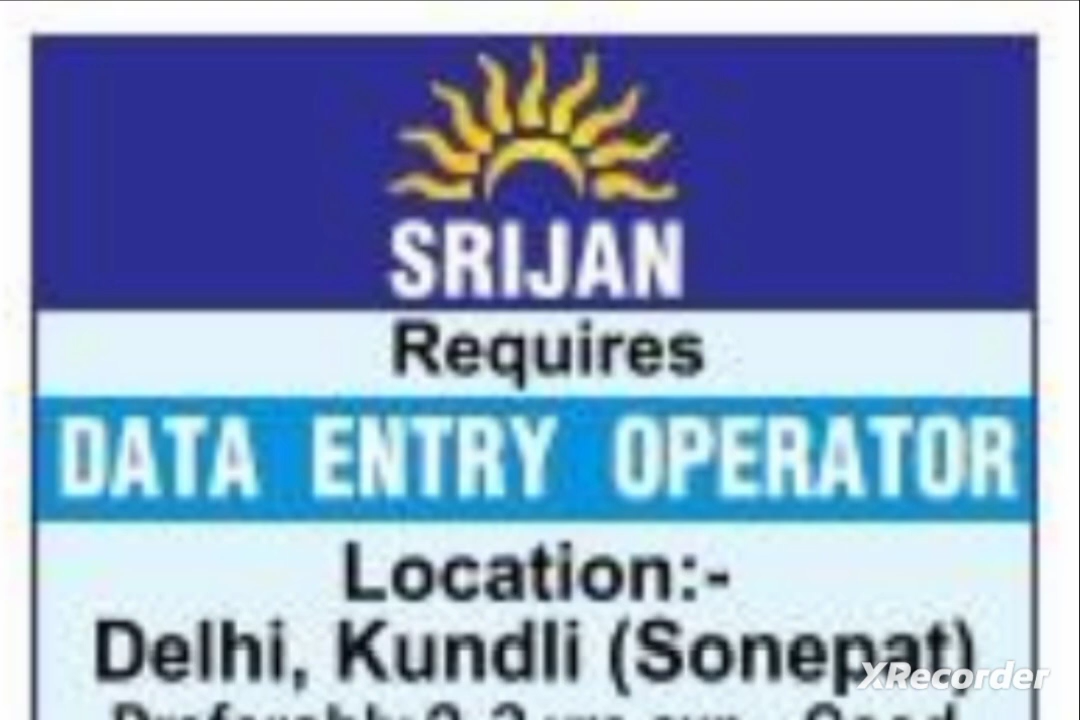 SRIJAN
Requires
DATA ENTRY OPERATOR
Location:-
Delhi, Kundli (Sonepat)
XRecorder